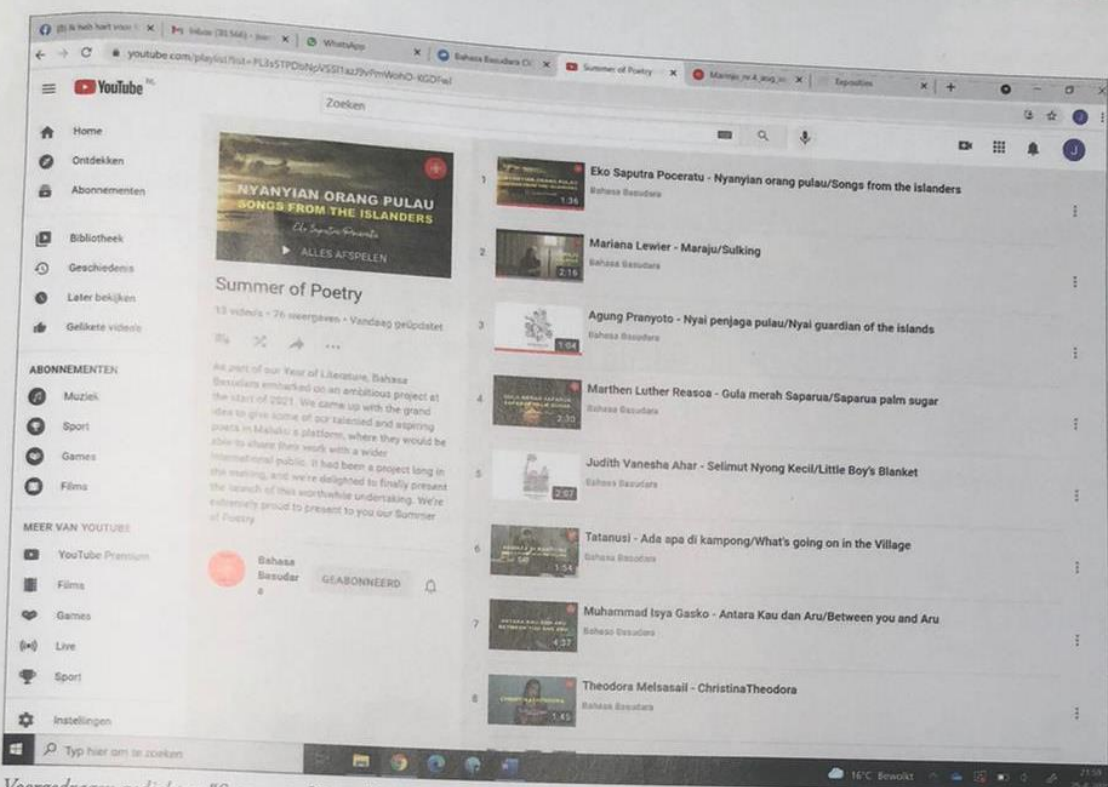 WhatsApp
Bahasa Basudara
Summer of Poetry
Exposities
youtube.com/playlist?list=
YouTube NL
Zoeken
Home
Ontdekken
Abonnementen
Bibliotheek
Geschiedenis
Later bekijken
Gelikete video's
ABONNEMENTEN
Muziek
Sport
Games
Films
MEER VAN YOUTUBE
YouTube Premium
Films
Games
Live
Sport
Instellingen
NYANYIAN ORANG PULAU
SONGS FROM THE ISLANDERS
Eko Saputra Poceratu
ALLES AFSPELEN
Summer of Poetry
13 video's • 76 weergaven • Vandaag geüpdatet
As part of our Year of Literature, Bahasa
Basudara embarked on an ambitious project at
the start of 2021. We came up with the grand
idea to give some of our talented and aspiring
poets in Maluku a platform, where they would be
able to share their work with a wider
international public. It had been a project long in
the making, and we're delighted to finally present
the launch of this worthwhile undertaking. We're
extremely proud to present to you our Summer
of Poetry
Bahasa
Basudar
a
GEABONNEERD
1
1:36
Eko Saputra Poceratu - Nyanyian orang pulau/Songs from the islanders
Bahasa Basudara
2
2:16
Mariana Lewier - Maraju/Sulking
Bahasa Basudara
3
1:04
Agung Pranyoto - Nyai penjaga pulau/Nyai guardian of the islands
Bahasa Basudara
4
2:30
Marthen Luther Reasoa - Gula merah Saparua/Saparua palm sugar
Bahasa Basudara
5
2:07
Judith Vanesha Ahar - Selimut Nyong Kecil/Little Boy's Blanket
Bahasa Basudara
6
1:54
Tatanusi - Ada apa di kampong/What's going on in the Village
Bahasa Basudara
7
4:37
Muhammad Isya Gasko - Antara Kau dan Aru/Between you and Aru
Bahasa Basudara
8
1:45
Theodora Melsasail - ChristinaTheodora
Bahasa Basudara
Typ hier om te zoeken
16°C Bewolkt
21:58